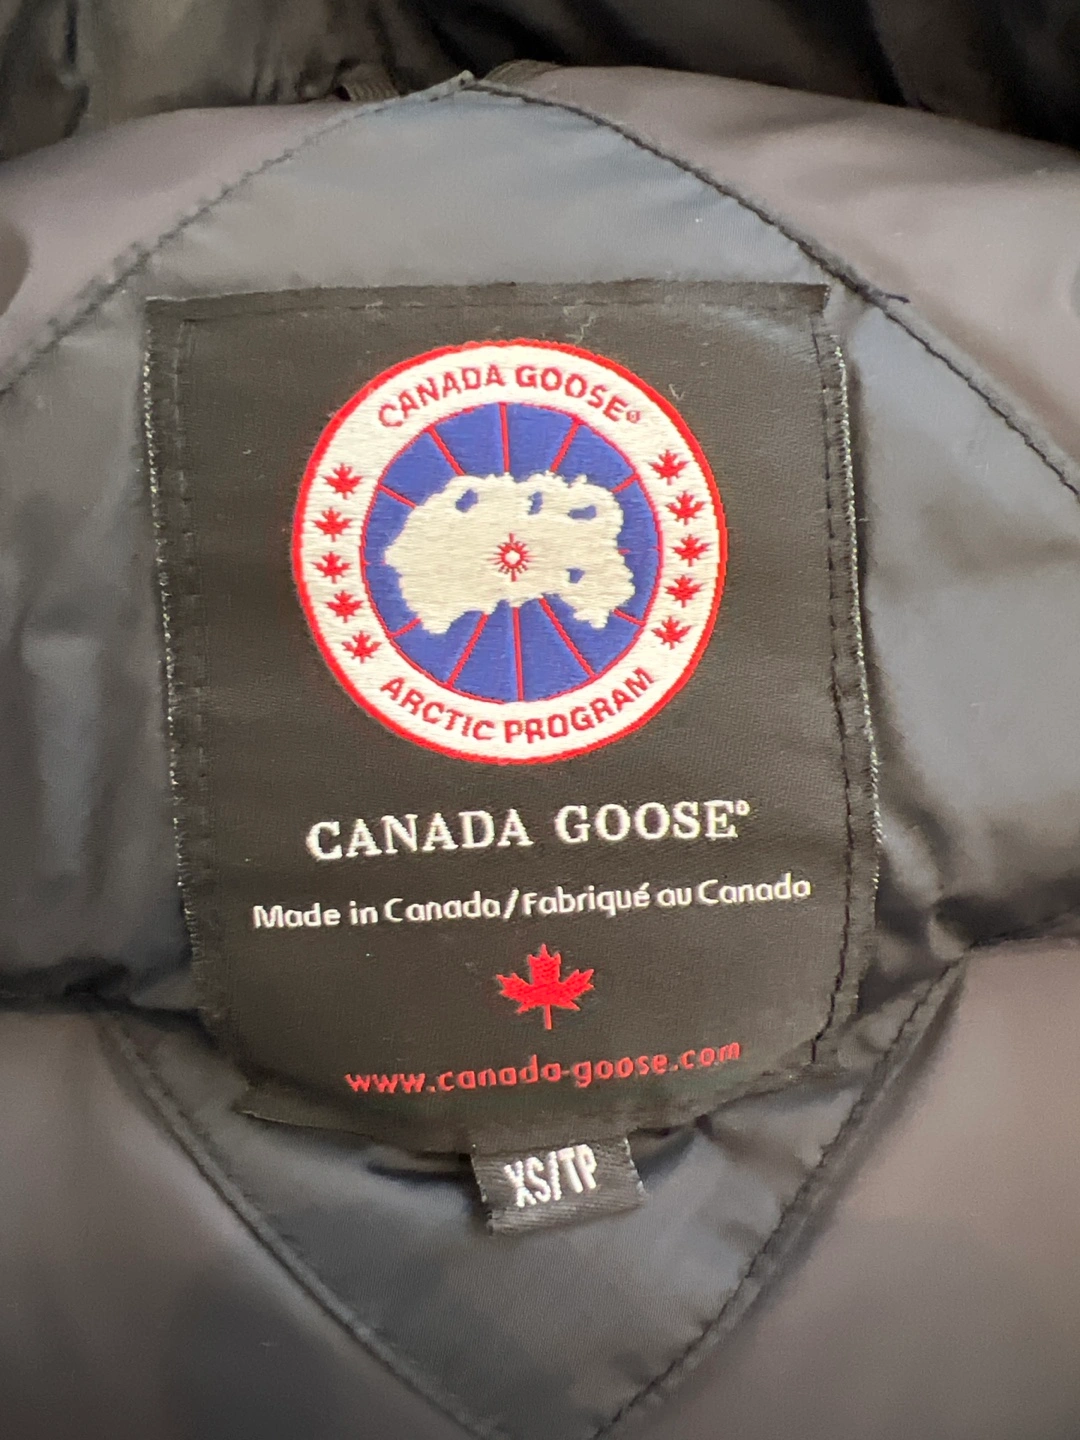 CANADA GOOSE®
ARCTIC PROGRAM
CANADA GOOSE®
Made in Canada/Fabriqué au Canada
www.canada-goose.com
XS/TP